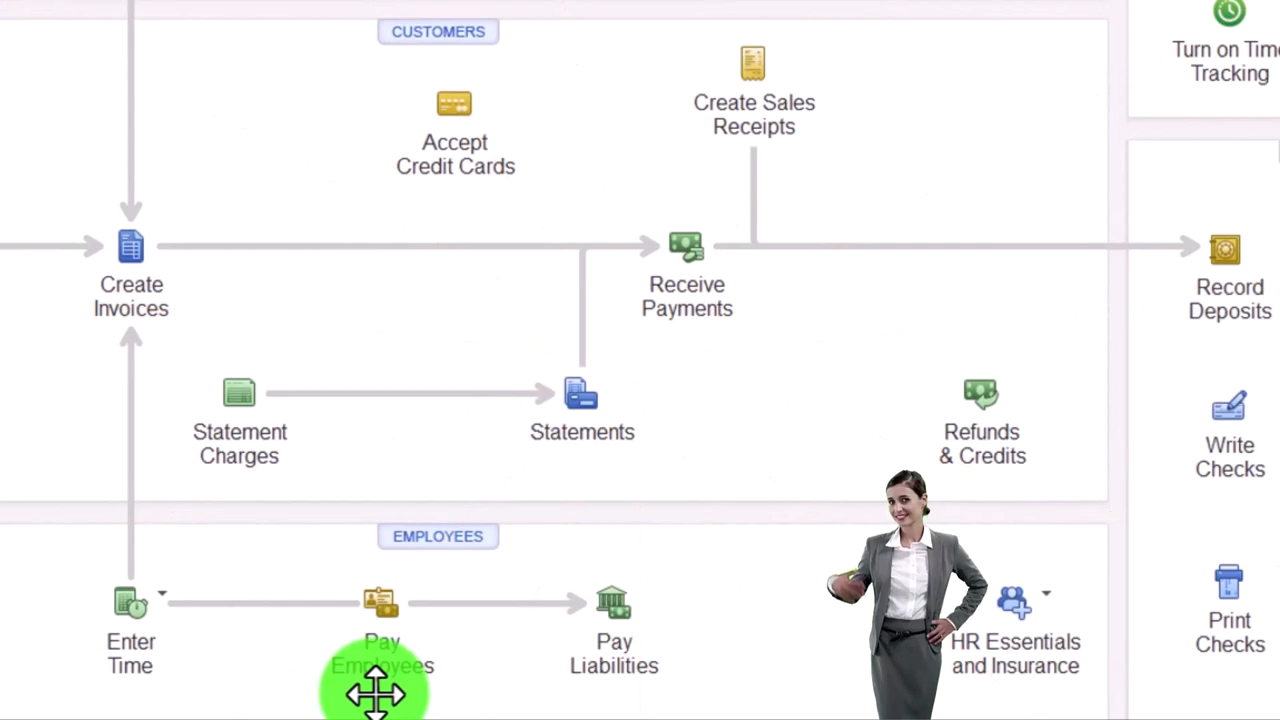 CUSTOMERS
Turn on Time
Tracking
Create Sales
Receipts
Accept
Credit Cards
Create
Invoices
Receive
Payments
Record
Deposits
Statement
Charges
Statements
Refunds
& Credits
Write
Checks
EMPLOYEES
Enter
Time
Pay
Employees
Pay
Liabilities
HR Essentials
and Insurance
Print
Checks